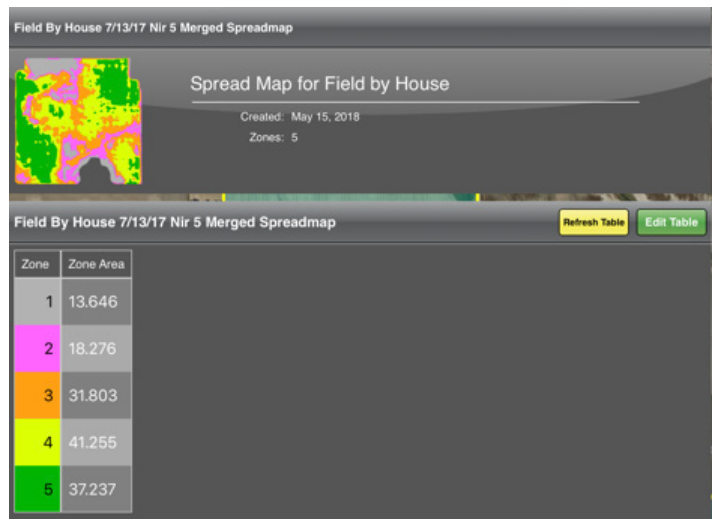 Field By House 7/13/17 Nir 5 Merged Spreadmap
Spread Map for Field by House
Created: May 15, 2018
Zones: 5
Field By House 7/13/17 Nir 5 Merged Spreadmap
Refresh Table
Edit Table
Zone Zone Area
1 13.646
2 18.276
3 31.803
4 41.255
5 37.237